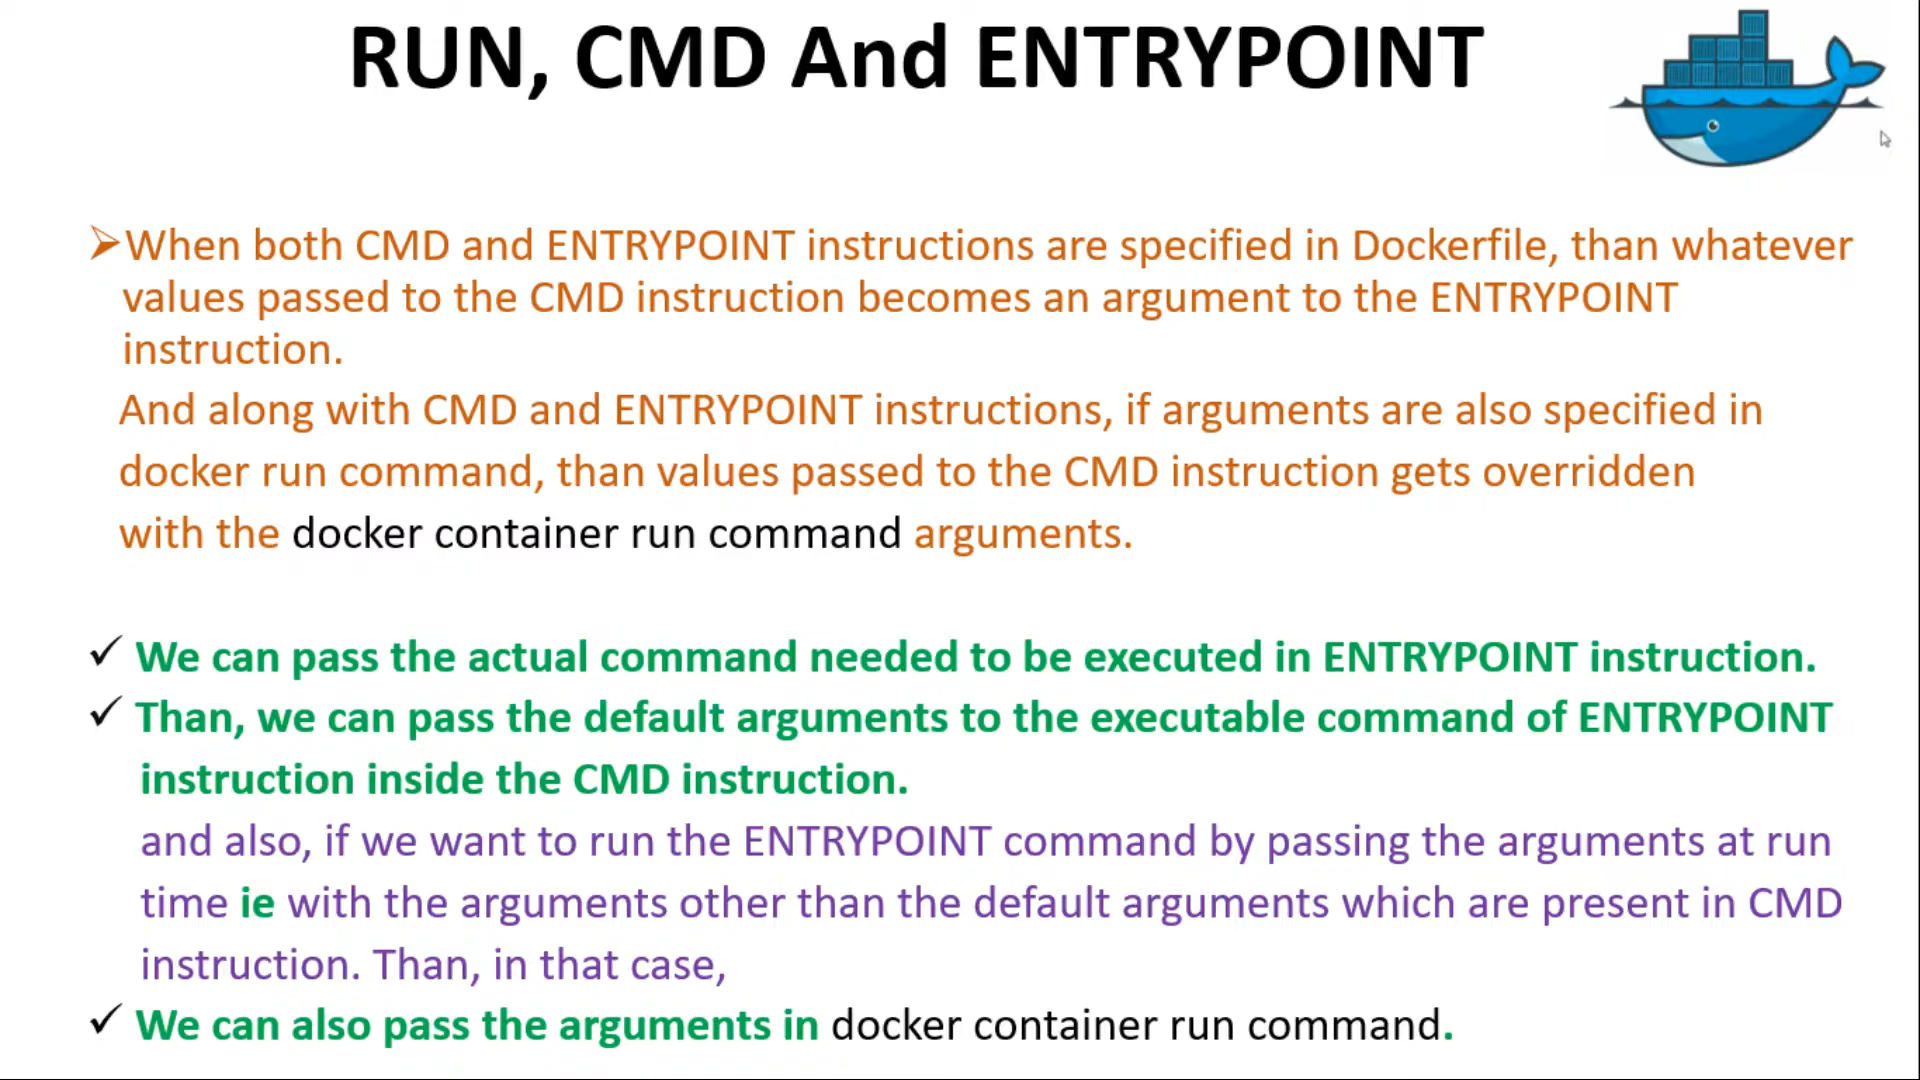 RUN, CMD And ENTRYPOINT
When both CMD and ENTRYPOINT instructions are specified in Dockerfile, than whatever
values passed to the CMD instruction becomes an argument to the ENTRYPOINT
instruction.
And along with CMD and ENTRYPOINT instructions, if arguments are also specified in
docker run command, than values passed to the CMD instruction gets overridden
with the docker container run command arguments.
We can pass the actual command needed to be executed in ENTRYPOINT instruction.
Than, we can pass the default arguments to the executable command of ENTRYPOINT
instruction inside the CMD instruction.
and also, if we want to run the ENTRYPOINT command by passing the arguments at run
time ie with the arguments other than the default arguments which are present in CMD
instruction. Than, in that case,
We can also pass the arguments in docker container run command.